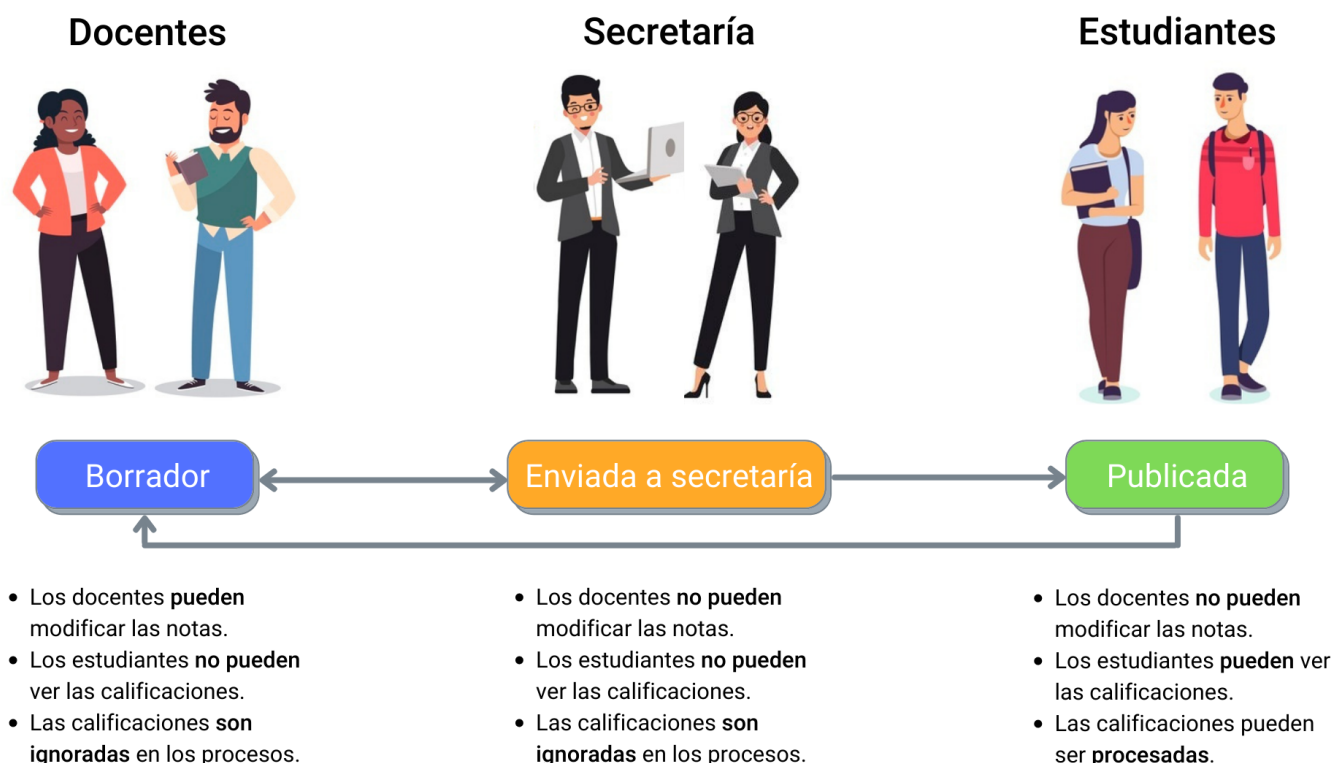 Docentes
Secretaría
Estudiantes
Borrador
Enviada a secretaría
Publicada
• Los docentes pueden
modificar las notas.
• Los estudiantes no pueden
ver las calificaciones.
• Las calificaciones son
ignoradas en los procesos.
• Los docentes no pueden
modificar las notas.
• Los estudiantes no pueden
ver las calificaciones.
• Las calificaciones son
ignoradas en los procesos.
• Los docentes no pueden
modificar las notas.
• Los estudiantes pueden ver
las calificaciones.
• Las calificaciones pueden
ser procesadas.